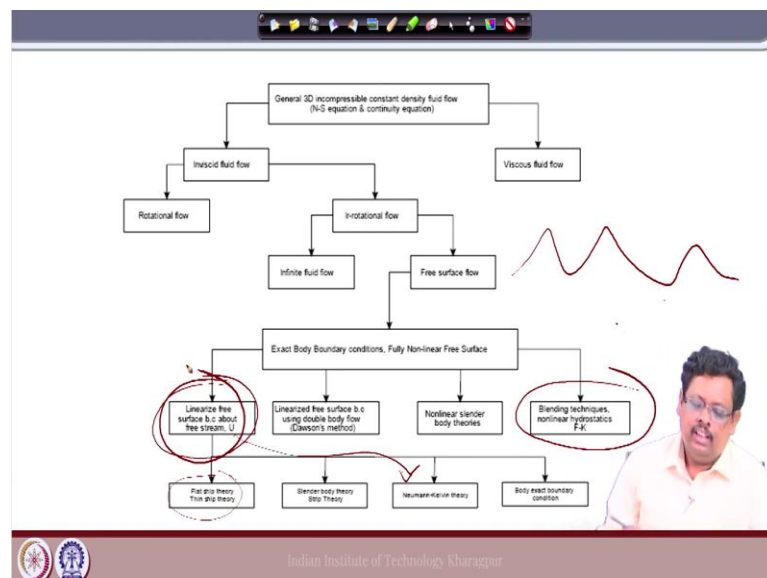 General 3D incompressible constant density fluid flow
(N-S equation & continuity equation)
Inviscid fluid flow
Viscous fluid flow
Rotational flow
Ir-rotational flow
Infinite fluid flow
Free surface flow
Exact Body Boundary conditions, Fully Non-linear Free Surface
Linearize free
surface b.c about
free stream, U
Linearized free surface b.c
using double body flow
(Dawson's method)
Nonlinear slender
body theories
Blending techniques,
nonlinear hydrostatics
F-K
Flat ship theory
Thin ship theory
Slender body theory
Strip Theory
Neumann-Kelvin theory
Body exact boundary
condition
Indian Institute of Technology Kharagpur